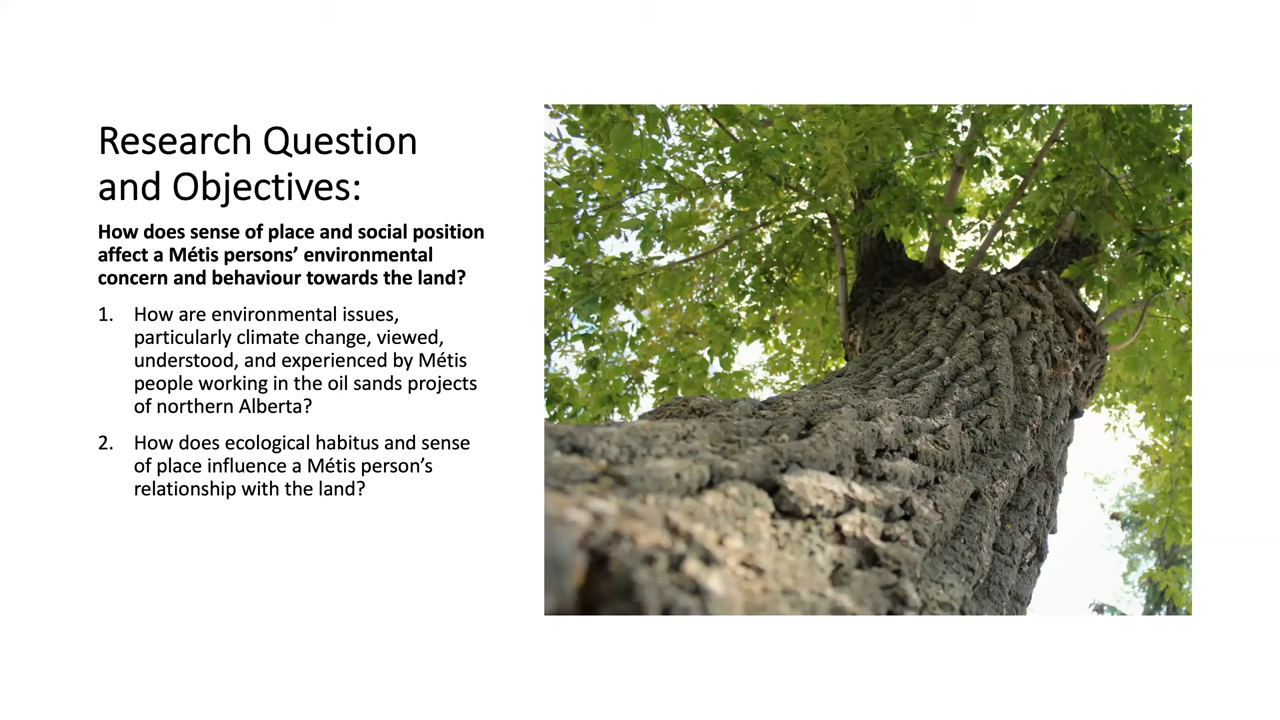 Research Question
and Objectives:
How does sense of place and social position
affect a Métis persons’ environmental
concern and behaviour towards the land?
1. How are environmental issues,
particularly climate change, viewed,
understood, and experienced by Métis
people working in the oil sands projects
of northern Alberta?
2. How does ecological habitus and sense
of place influence a Métis person’s
relationship with the land?